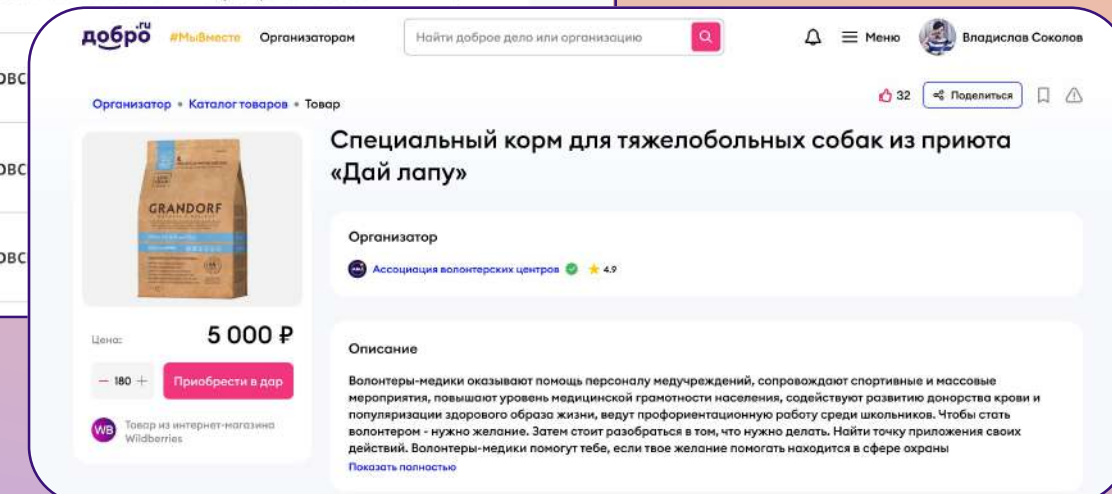 добро.ru #МыВместе Организаторам Найти доброе дело или организацию Меню Владислав Соколов
Организатор • Каталог товаров • Товар 32 Поделиться
Специальный корм для тяжелобольных собак из приюта
«Дай лапу»
GRANDORF
Организатор
Ассоциация волонтерских центров 4.9
Цена: 5 000 ₽
– 180 + Приобрести в дар
WB Товар из интернет-магазина
Wildberries
Описание
Волонтеры-медики оказывают помощь персоналу медучреждений, сопровождают спортивные и массовые
мероприятия, повышают уровень медицинской грамотности населения, содействуют развитию донорства крови и
популяризации здорового образа жизни, ведут профориентационную работу среди школьников. Чтобы стать
волонтером - нужно желание. Затем стоит разобраться в том, что нужно делать. Найти точку приложения своих
действий. Волонтеры-медики помогут тебе, если твое желание помогать находится в сфере охраны
Показать полностью